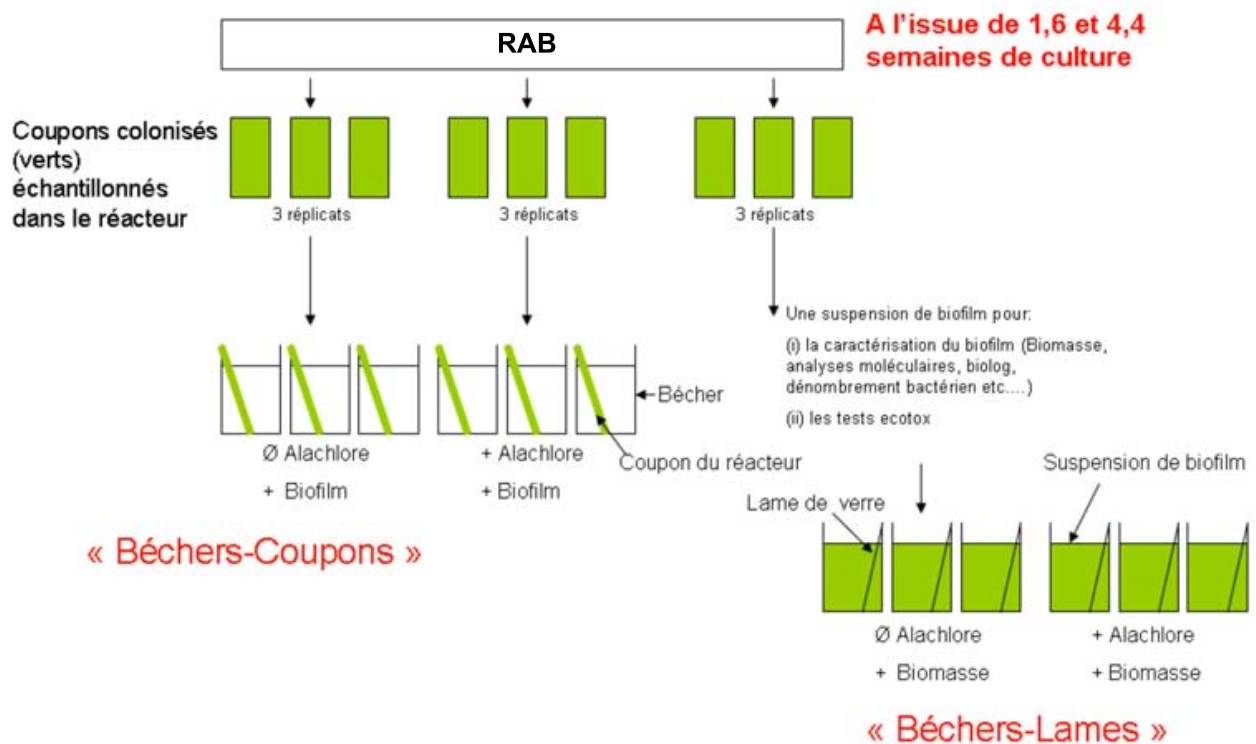 RAB
A l'issue de 1,6 et 4,4
semaines de culture
Coupons colonisés
(verts)
échantillonnés
dans le réacteur
3 réplicats
3 réplicats
3 réplicats
Une suspension de biofilm pour:
(i) la caractérisation du biofilm (Biomasse,
analyses moléculaires, biolog,
dénombrement bactérien etc....)
(ii) les tests ecotox
Bécher
Coupon du réacteur
Ø Alachlore
+ Biofilm
+ Alachlore
+ Biofilm
« Béchers-Coupons »
Lame de verre
Suspension de biofilm
Ø Alachlore
+ Biomasse
+ Alachlore
+ Biomasse
« Béchers-Lames »